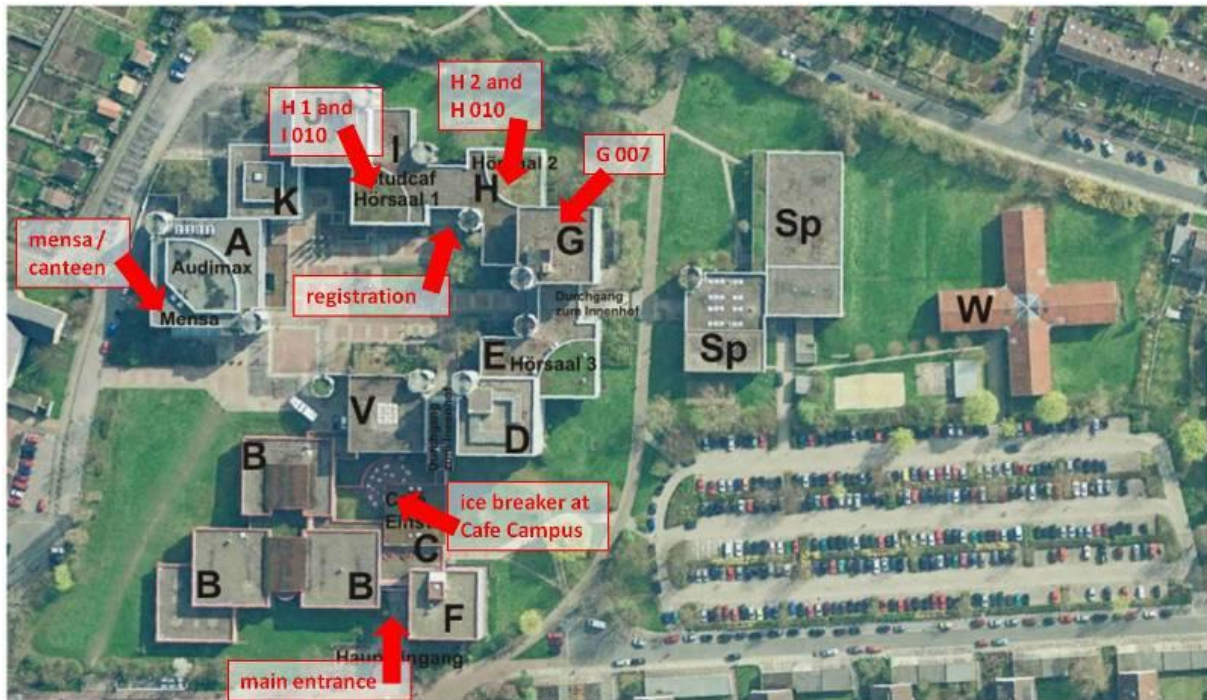 H 1 and
I 010
H 2 and
H 010
G 007
I
Hörsaal 2
Hörsaal 1
H
K
G
A
Audimax
mensa /
canteen
registration
Mensa
Durchgang
zum Innenhof
Sp
Sp
W
E
Hörsaal 3
V
D
B
ice breaker at
Cafe Campus
C
B
B
F
main entrance